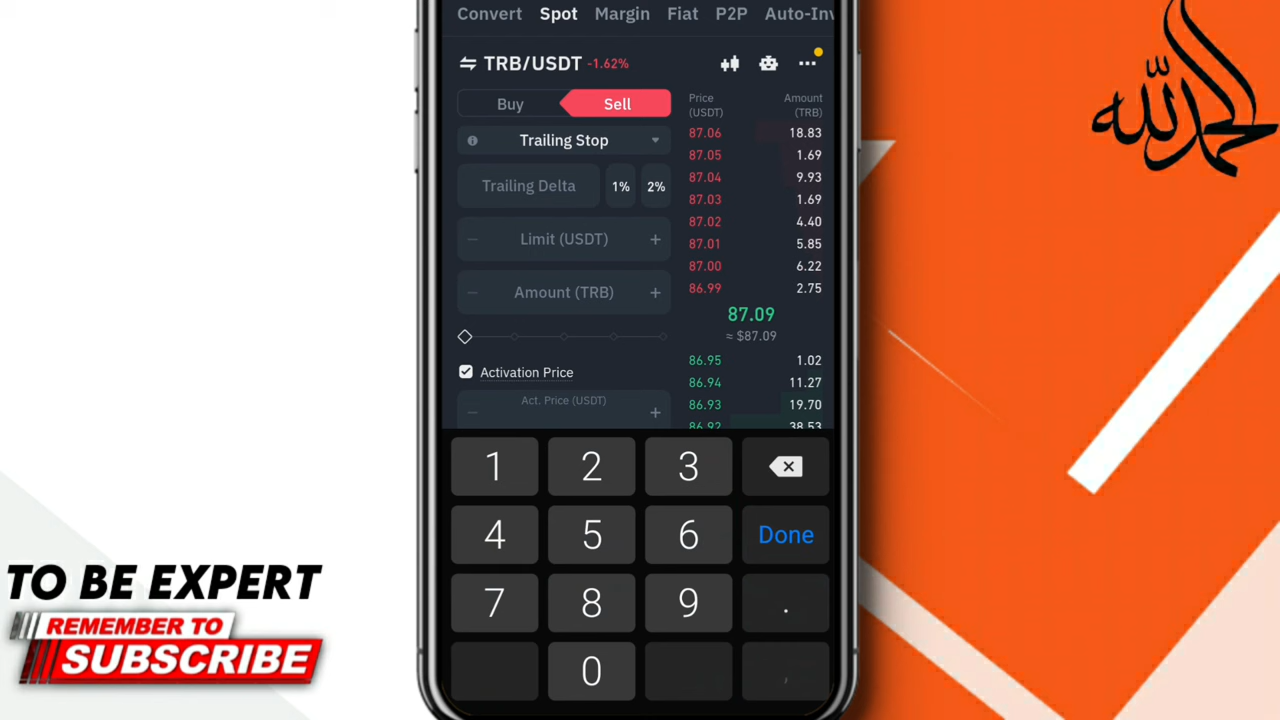 Convert Spot Margin Fiat P2P Auto-Inv
TRB/USDT -1.62%
Buy Sell
Trailing Stop
Trailing Delta 1% 2%
Limit (USDT)
Amount (TRB)
Activation Price
Act. Price (USDT)
Price Amount
(USDT) (TRB)
87.06 18.83
87.05 1.69
87.04 9.93
87.03 1.69
87.02 4.40
87.01 5.85
87.00 6.22
86.99 2.75
87.09
≈ $87.09
86.95 1.02
86.94 11.27
86.93 19.70
86.92 38.53
1 2 3
4 5 6 Done
7 8 9 .
0 ,
الحمد لله
TO BE EXPERT
REMEMBER TO
SUBSCRIBE